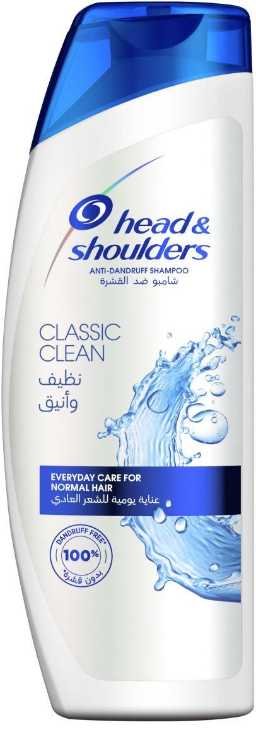 head &
shoulders
ANTI-DANDRUFF SHAMPOO
شامبو ضد القشرة
CLASSIC
CLEAN
نظيف
وأنيق
EVERYDAY CARE FOR
NORMAL HAIR
عناية يومية للشعر العادي
DANDRUFF FREE*
100%
بدون قشرة*